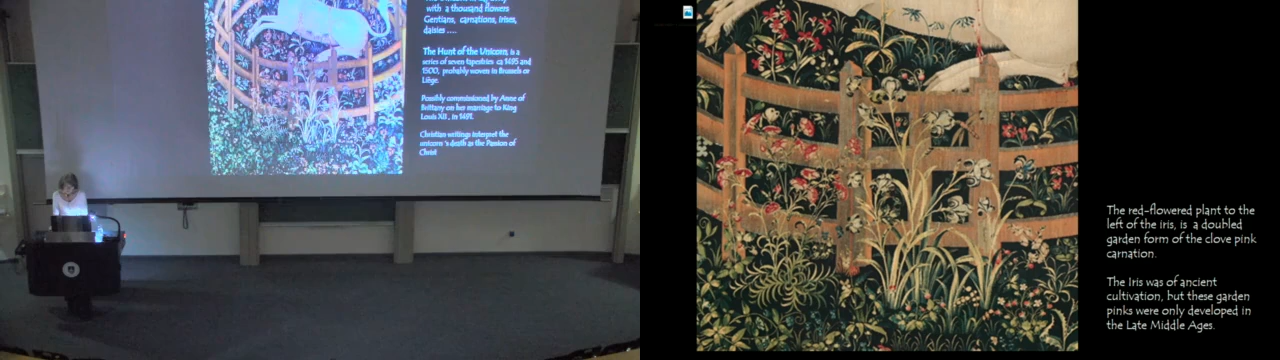 with a thousand flowers
Gentians, carnations, irises,
daisies ....
The Hunt of the Unicorn, is a
series of seven tapestries ca 1495 and
1500, probably woven in Brussels or
Liège.
Possibly commissioned by Anne of
Brittany on her marriage to King
Louis XII , in 1491.
Christian writings interpret the
unicorn 's death as the Passion of
Christ
The red-flowered plant to the
left of the iris, is a doubled
garden form of the clove pink
carnation.
The Iris was of ancient
cultivation, but these garden
pinks were only developed in
the Late Middle Ages.